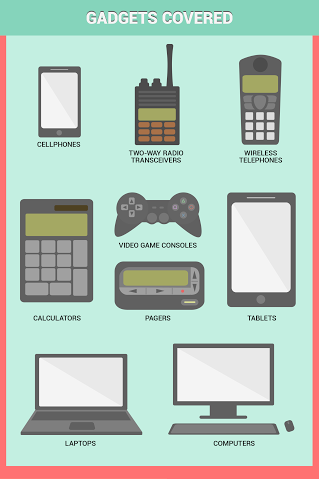 GADGETS COVERED
CELLPHONES
TWO-WAY RADIO
TRANSCEIVERS
WIRELESS
TELEPHONES
VIDEO GAME CONSOLES
CALCULATORS
PAGERS
TABLETS
LAPTOPS
COMPUTERS